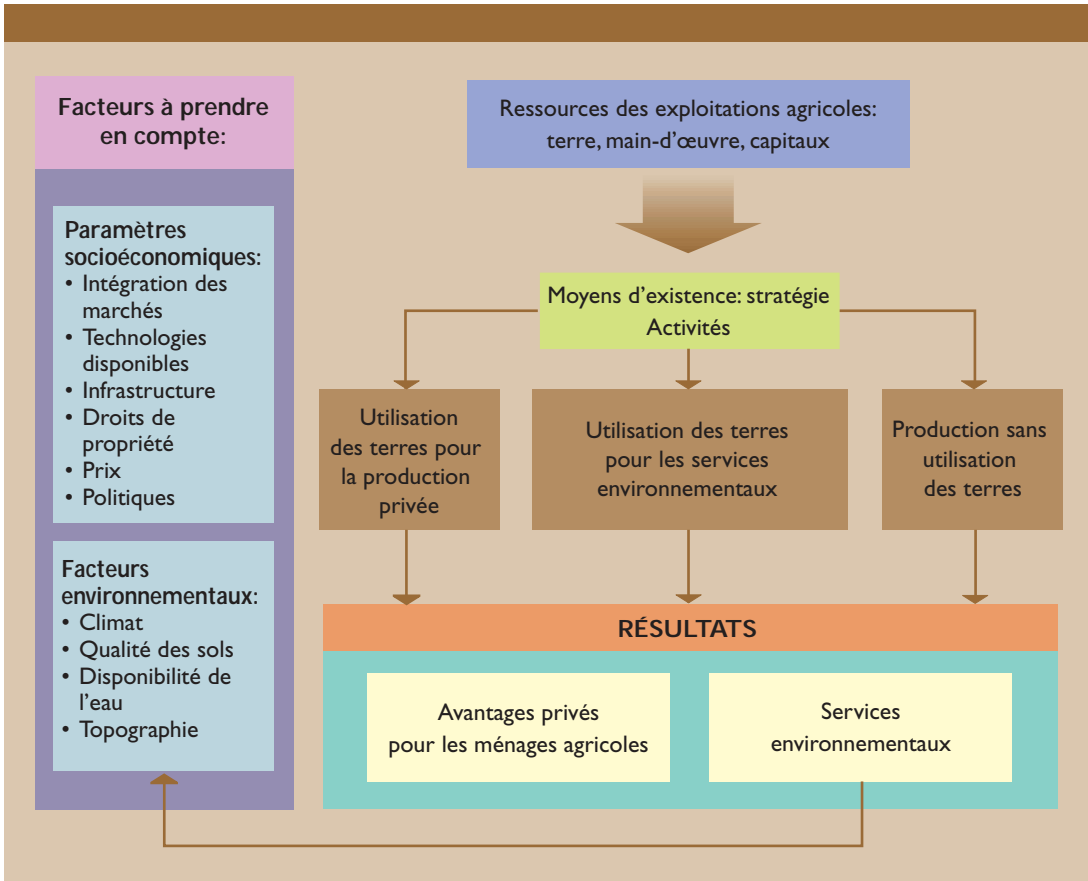 Facteurs à prendre
en compte:
Paramètres
socioéconomiques:
• Intégration des
marchés
• Technologies
disponibles
• Infrastructure
• Droits de
propriété
• Prix
• Politiques
Facteurs
environnementaux:
• Climat
• Qualité des sols
• Disponibilité de
l'eau
• Topographie
Ressources des exploitations agricoles:
terre, main-d'œuvre, capitaux
Moyens d'existence: stratégie
Activités
Utilisation
des terres pour
la production
privée
Utilisation des terres
pour les services
environnementaux
Production sans
utilisation
des terres
RÉSULTATS
Avantages privés
pour les ménages agricoles
Services
environnementaux